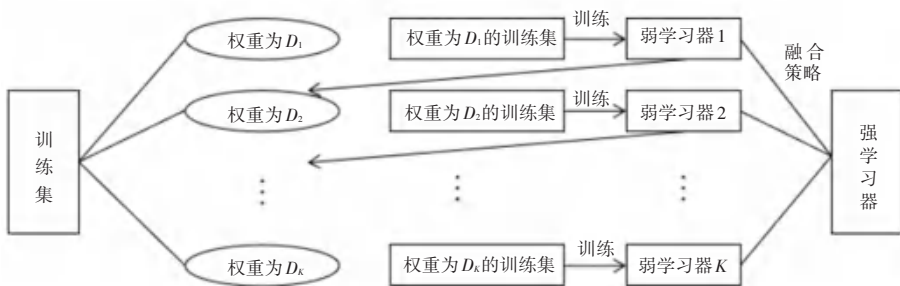 训练集
权重为D₁
权重为D₁的训练集
训练
弱学习器1
融合
策略
权重为D₂
权重为D₂的训练集
训练
弱学习器2
强学习器
⋮
⋮
⋮
权重为Dₖ
权重为Dₖ的训练集
训练
弱学习器K